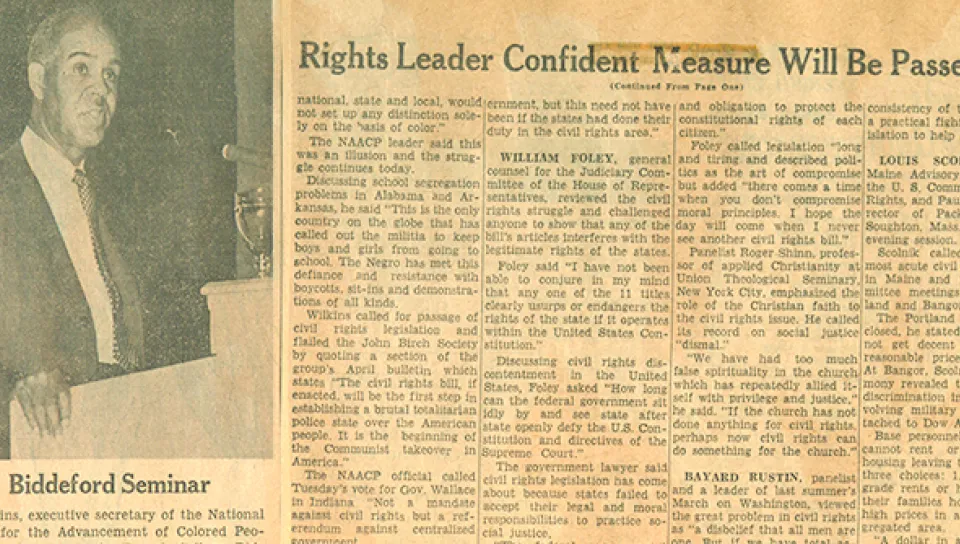 Rights Leader Confident Measure Will Be Passe
(Continued From Page One)
national, state and local, would
not set up any distinction sole-
ly on the basis of color."
The NAACP leader said this
was an illusion and the strug-
gle continues today.
Discussing school segregation
problems in Alabama and Ar-
kansas, he said "This is the only
country on the globe that has
called out the militia to keep
boys and girls from going to
school. The Negro has met this
defiance and resistance with
boycotts, sit-ins and demonstra-
tions of all kinds.
Wilkins called for passage of
civil rights legislation and
flailed the John Birch Society
by quoting a section of the
group's April bulletin which
states "The civil rights bill, if
enacted, will be the first step in
establishing a brutal totalitarian
police state over the American
people. It is the beginning of
the Communist takeover in
America."
The NAACP official called
Tuesday's vote for Gov. Wallace
in Indiana "Not a mandate
against civil rights but a ref-
erendum against centralized
government
ernment, but this need not have
been if the states had done their
duty in the civil rights area."
WILLIAM FOLEY, general
counsel for the Judiciary Com-
mittee of the House of Repre-
sentatives, reviewed the civil
rights struggle and challenged
anyone to show that any of the
bill's articles interferes with the
legitimate rights of the states.
Foley said "I have not been
able to conjure in my mind
that any one of the 11 titles
clearly usurps or endangers the
rights of the state if it operates
within the United States Con-
stitution."
Discussing civil rights dis-
contentment in the United
States, Foley asked "How long
can the federal government sit
idly by and see state after
state openly defy the U.S. Con-
stitution and directives of the
Supreme Court."
The government lawyer said
civil rights legislation has come
about because states failed to
accept their legal and moral
responsibilities to practice so-
cial justice.
and obligation to protect the
constitutional rights of each
citizen."
Foley called legislation "long
and tiring and described poli-
tics as the art of compromise
but added "there comes a time
when you don't compromise
moral principles. I hope the
day will come when I never
see another civil rights bill."
Panelist Roger Shinn, profes-
sor of applied Christianity at
Union Theological Seminary,
New York City, emphasized the
role of the Christian faith to
the civil rights issue. He called
its record on social justice
"dismal."
"We have had too much
false spirituality in the church
which has repeatedly allied it-
self with privilege and justice,"
he said. "If the church has not
done anything for civil rights,
perhaps now civil rights can
do something for the church."
BAYARD RUSTIN, panelist
and a leader of last summer's
March on Washington, viewed
the great problem in civil rights
as "a disbelief that all men are
one. But if we have total
consistency of t
a practical fight
islation to help
LOUIS SCO
Maine Advisory
the U. S. Comm
Rights, and Pau
rector of Pac
Soughton, Mass.
evening session.
Scolnik called
most acute civil
in Maine and
mittee meetings
land and Bangor
The Portland
closed, he stated
not get decent
reasonable price
At Bangor, Scol
mony revealed t
discrimination i
volving military
tached to Dow A
Base personnel
cannot rent or
housing leaving t
three choices: 1.
grade rents or h
their families ho
high prices in a
gregated area.
"A dollar in a
Biddeford Seminar
ins, executive secretary of the National
for the Advancement of Colored Peo-